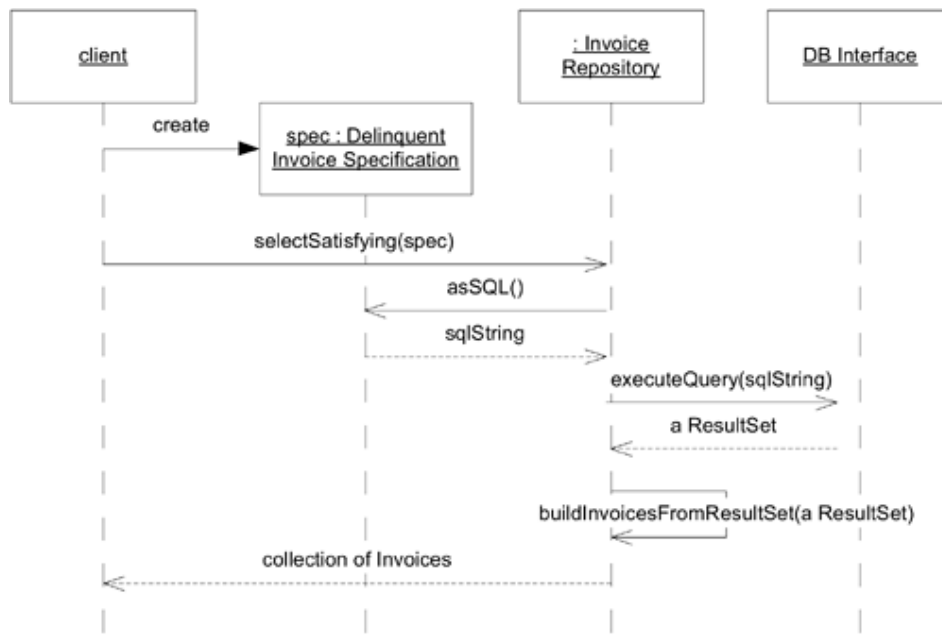 client
: Invoice
Repository
DB Interface
create
spec : Delinquent
Invoice Specification
selectSatisfying(spec)
asSQL()
sqlString
executeQuery(sqlString)
a ResultSet
buildInvoicesFromResultSet(a ResultSet)
collection of Invoices